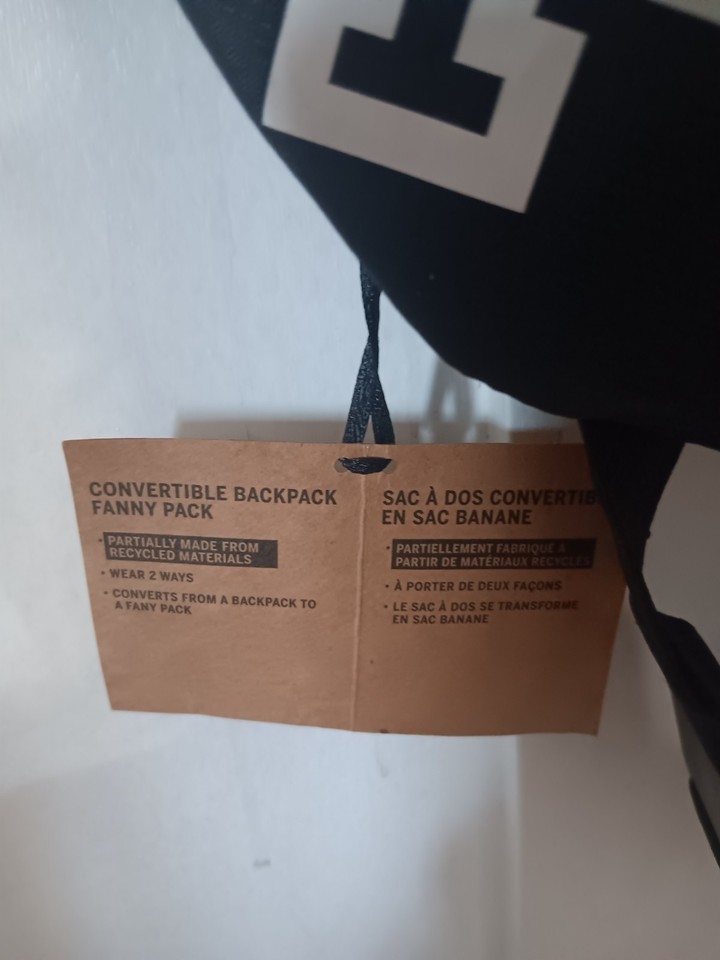 CONVERTIBLE BACKPACK
FANNY PACK
• PARTIALLY MADE FROM
RECYCLED MATERIALS
• WEAR 2 WAYS
• CONVERTS FROM A BACKPACK TO
A FANY PACK
SAC À DOS CONVERTIB
EN SAC BANANE
• PARTIELLEMENT FABRIQUÉ À
PARTIR DE MATÉRIAUX RECYCLÉS
• À PORTER DE DEUX FAÇONS
• LE SAC À DOS SE TRANSFORME
EN SAC BANANE